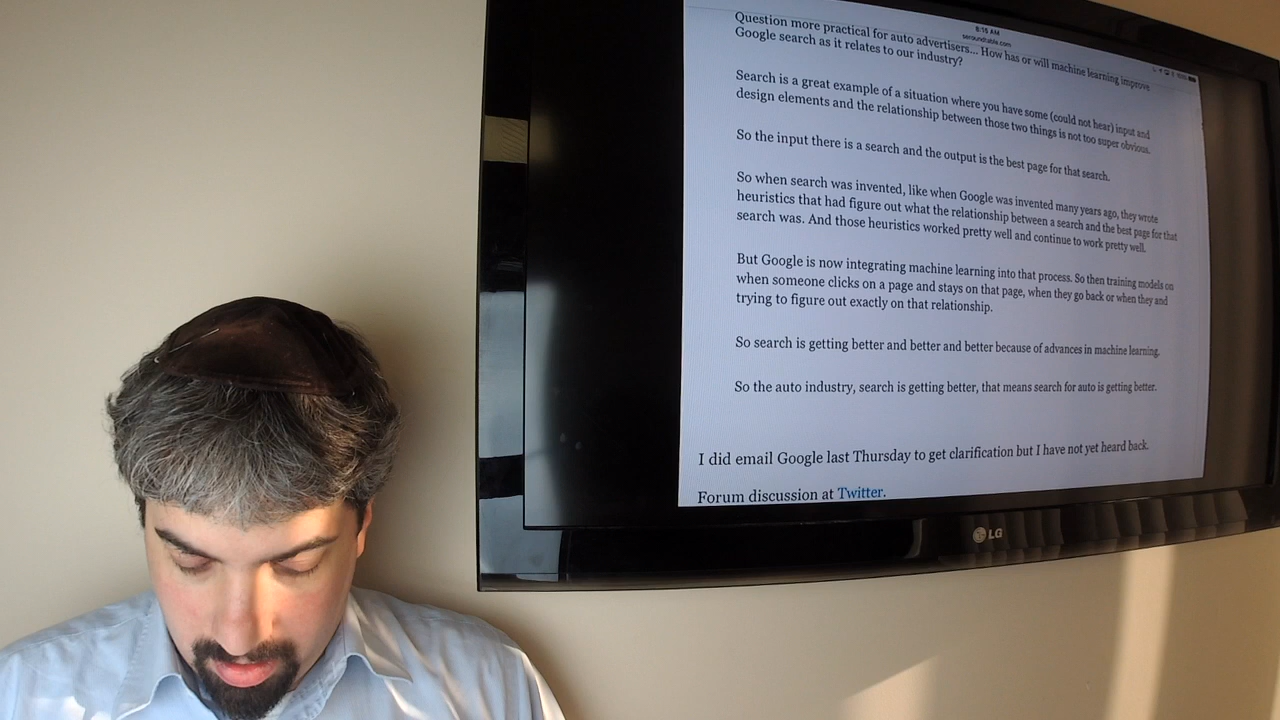 8:15 AM
seroundtable.com
Question more practical for auto advertisers... How has or will machine learning improve
Google search as it relates to our industry?
Search is a great example of a situation where you have some (could not hear) input and
design elements and the relationship between those two things is not too super obvious.
So the input there is a search and the output is the best page for that search.
So when search was invented, like when Google was invented many years ago, they wrote
heuristics that had figure out what the relationship between a search and the best page for that
search was. And those heuristics worked pretty well and continue to work pretty well.
But Google is now integrating machine learning into that process. So then training models on
when someone clicks on a page and stays on that page, when they go back or when they and
trying to figure out exactly on that relationship.
So search is getting better and better and better because of advances in machine learning.
So the auto industry, search is getting better, that means search for auto is getting better.
I did email Google last Thursday to get clarification but I have not yet heard back.
Forum discussion at Twitter.
LG